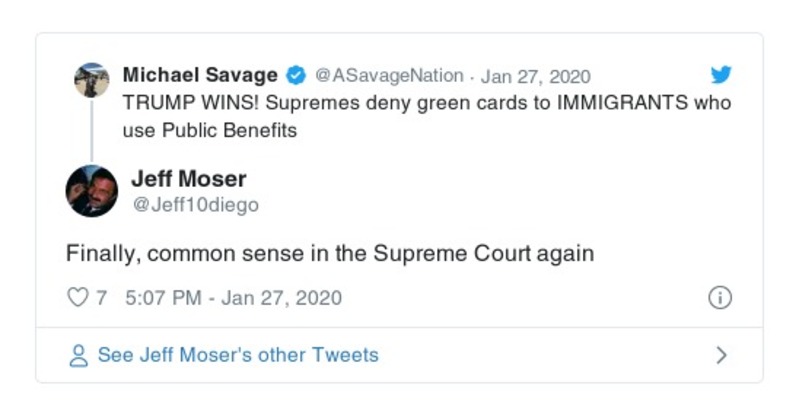 Michael Savage @ASavageNation · Jan 27, 2020
TRUMP WINS! Supremes deny green cards to IMMIGRANTS who
use Public Benefits
Jeff Moser
@Jeff10diego
Finally, common sense in the Supreme Court again
7 5:07 PM - Jan 27, 2020
See Jeff Moser's other Tweets